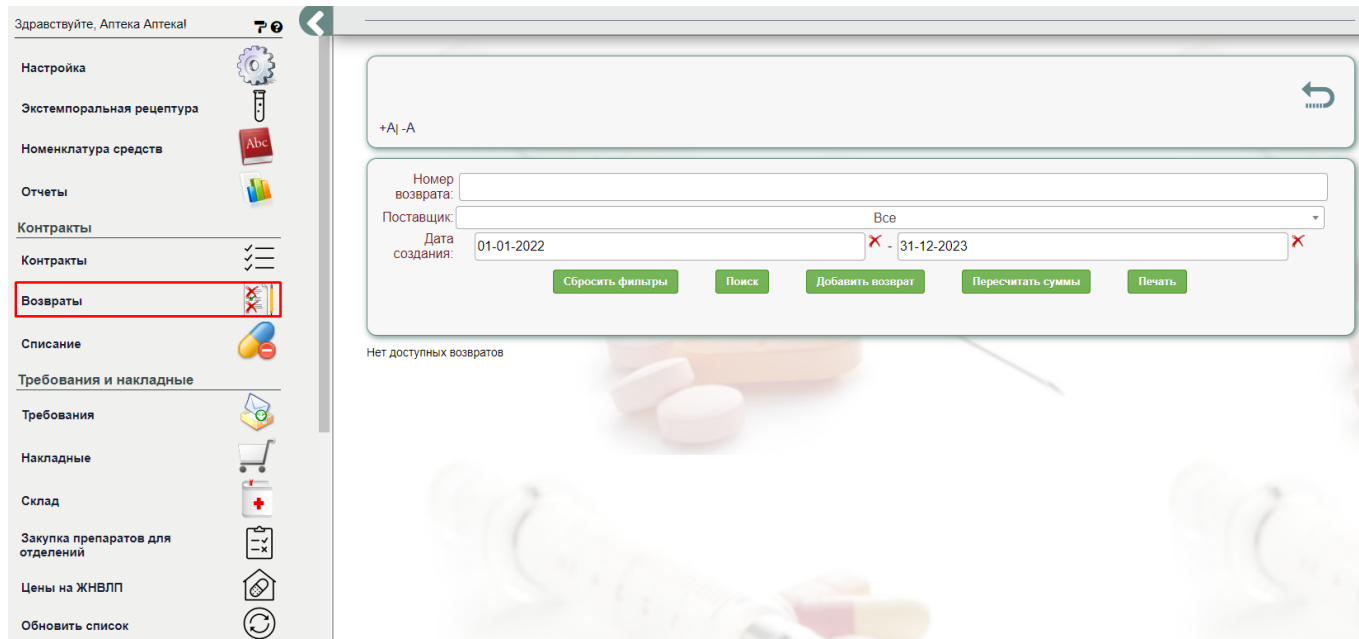 Здравствуйте, Аптека Аптека!
Настройка
Экстемпоральная рецептура
Номенклатура средств
Abc
Отчеты
Контракты
Контракты
Возвраты
Списание
Требования и накладные
Требования
Накладные
Склад
Закупка препаратов для
отделений
Цены на ЖНВЛП
Обновить список
+A| -A
Номер
возврата:
Поставщик: Все
Дата
создания: 01-01-2022 - 31-12-2023
Сбросить фильтры Поиск Добавить возврат Пересчитать суммы Печать
Нет доступных возвратов